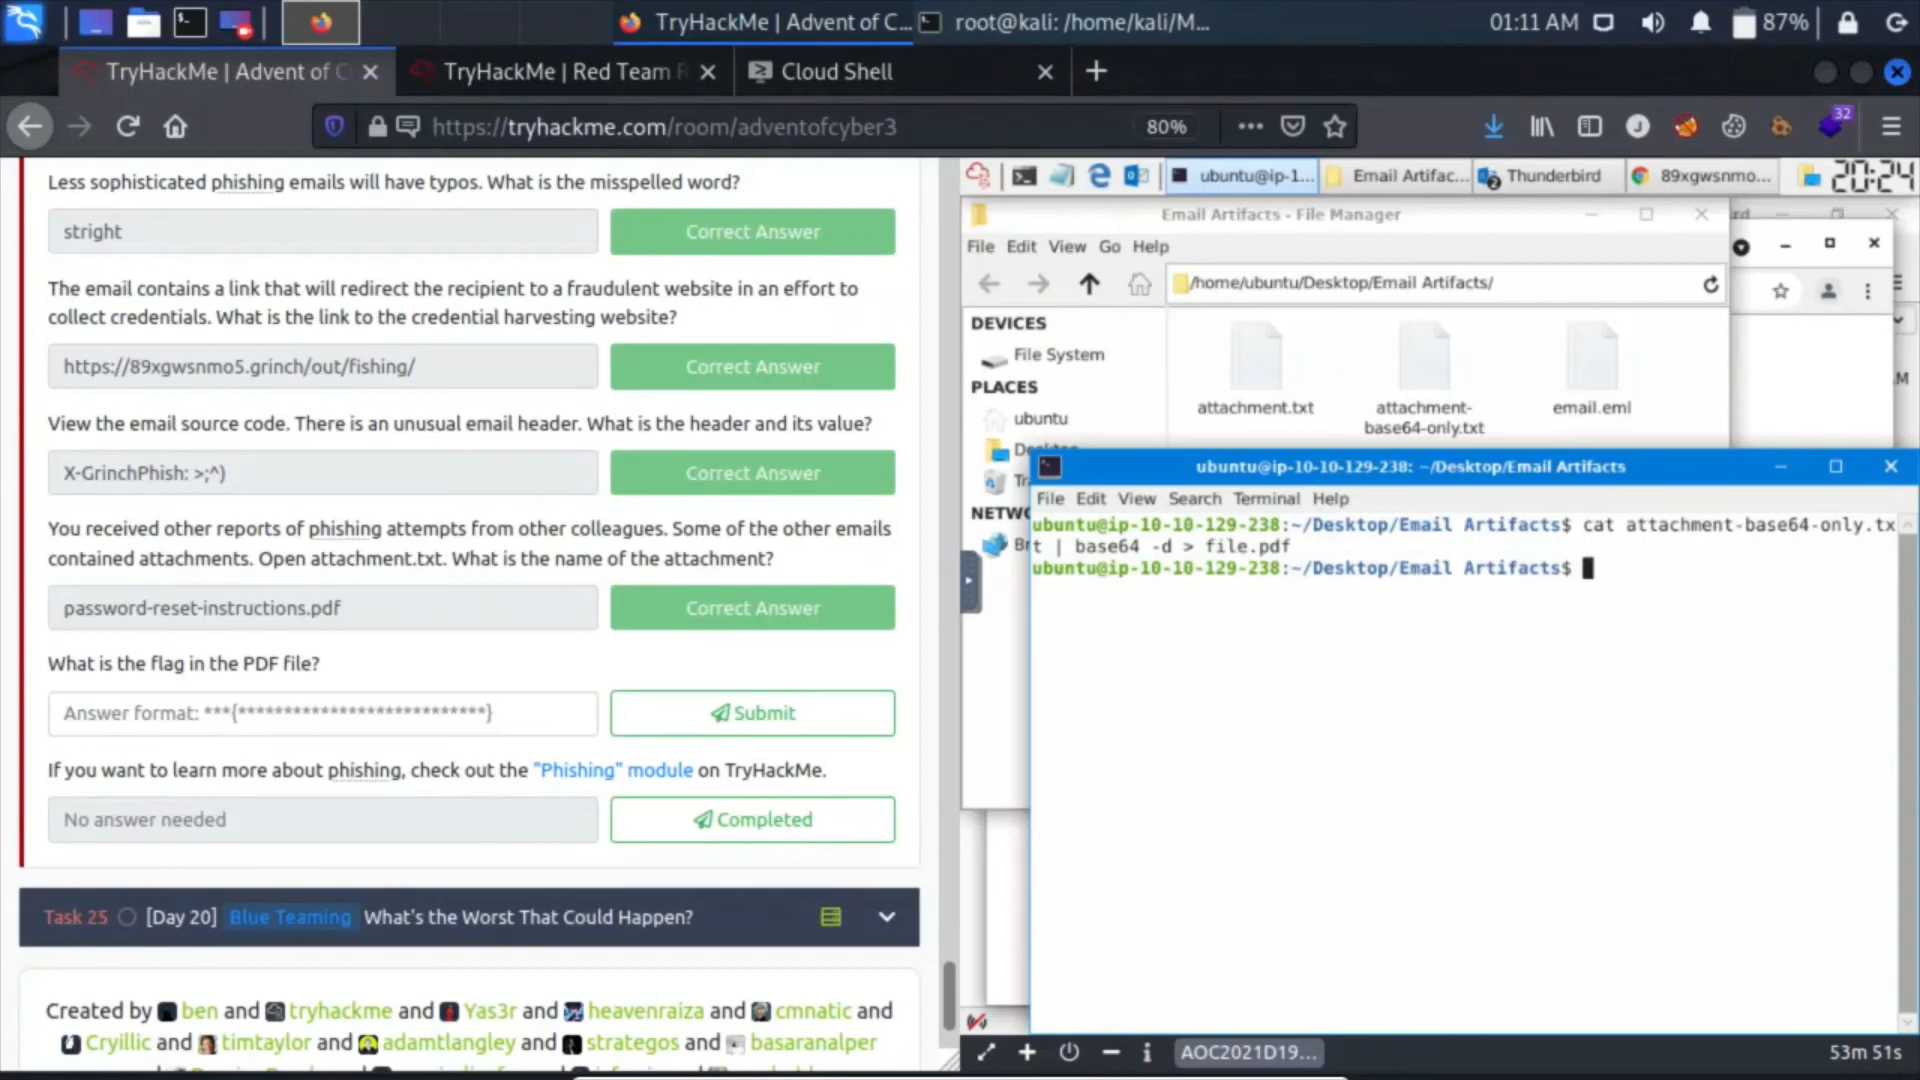 TryHackMe | Advent of C...
root@kali: /home/kali/M...
01:11 AM
87%
TryHackMe | Advent of C
TryHackMe | Red Team R
Cloud Shell
https://tryhackme.com/room/adventofcyber3
80%
32
Less sophisticated phishing emails will have typos. What is the misspelled word?
stright
Correct Answer
The email contains a link that will redirect the recipient to a fraudulent website in an effort to
collect credentials. What is the link to the credential harvesting website?
https://89xgwsnmo5.grinch/out/fishing/
Correct Answer
View the email source code. There is an unusual email header. What is the header and its value?
X-GrinchPhish: >;^)
Correct Answer
You received other reports of phishing attempts from other colleagues. Some of the other emails
contained attachments. Open attachment.txt. What is the name of the attachment?
password-reset-instructions.pdf
Correct Answer
What is the flag in the PDF file?
Answer format: ***{***************************}
Submit
If you want to learn more about phishing, check out the "Phishing" module on TryHackMe.
No answer needed
Completed
Task 25
[Day 20] Blue Teaming What's the Worst That Could Happen?
Created by ben and tryhackme and Yas3r and heavenraiza and cmnatic and
Cryillic and timtaylor and adamtlangley and strategos and basaranalper
ubuntu@ip-1...
Email Artifac...
Thunderbird
89xgwsnmo...
20:24
Email Artifacts - File Manager
File Edit View Go Help
/home/ubuntu/Desktop/Email Artifacts/
DEVICES
File System
PLACES
ubuntu
attachment.txt
attachment-
base64-only.txt
email.eml
ubuntu@ip-10-10-129-238: ~/Desktop/Email Artifacts
File Edit View Search Terminal Help
ubuntu@ip-10-10-129-238:~/Desktop/Email Artifacts$ cat attachment-base64-only.tx
t | base64 -d > file.pdf
ubuntu@ip-10-10-129-238:~/Desktop/Email Artifacts$
AOC2021D19...
53m 51s